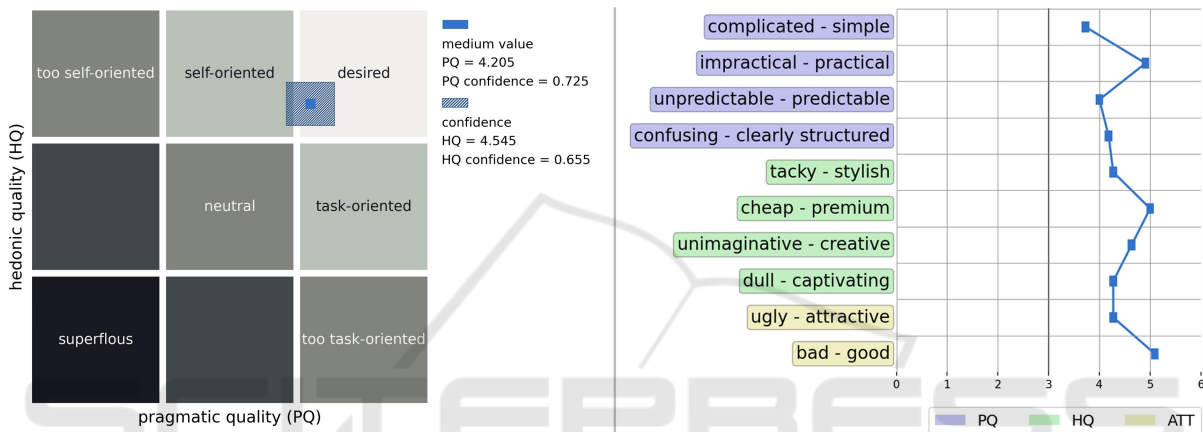 too self-oriented
self-oriented
desired
neutral
task-oriented
superflous
too task-oriented
hedonic quality (HQ)
pragmatic quality (PQ)
medium value
PQ = 4.205
PQ confidence = 0.725
confidence
HQ = 4.545
HQ confidence = 0.655
complicated - simple
impractical - practical
unpredictable - predictable
confusing - clearly structured
tacky - stylish
cheap - premium
unimaginative - creative
dull - captivating
ugly - attractive
bad - good
0 1 2 3 4 5 6
PQ HQ ATT
SCITEPRESS